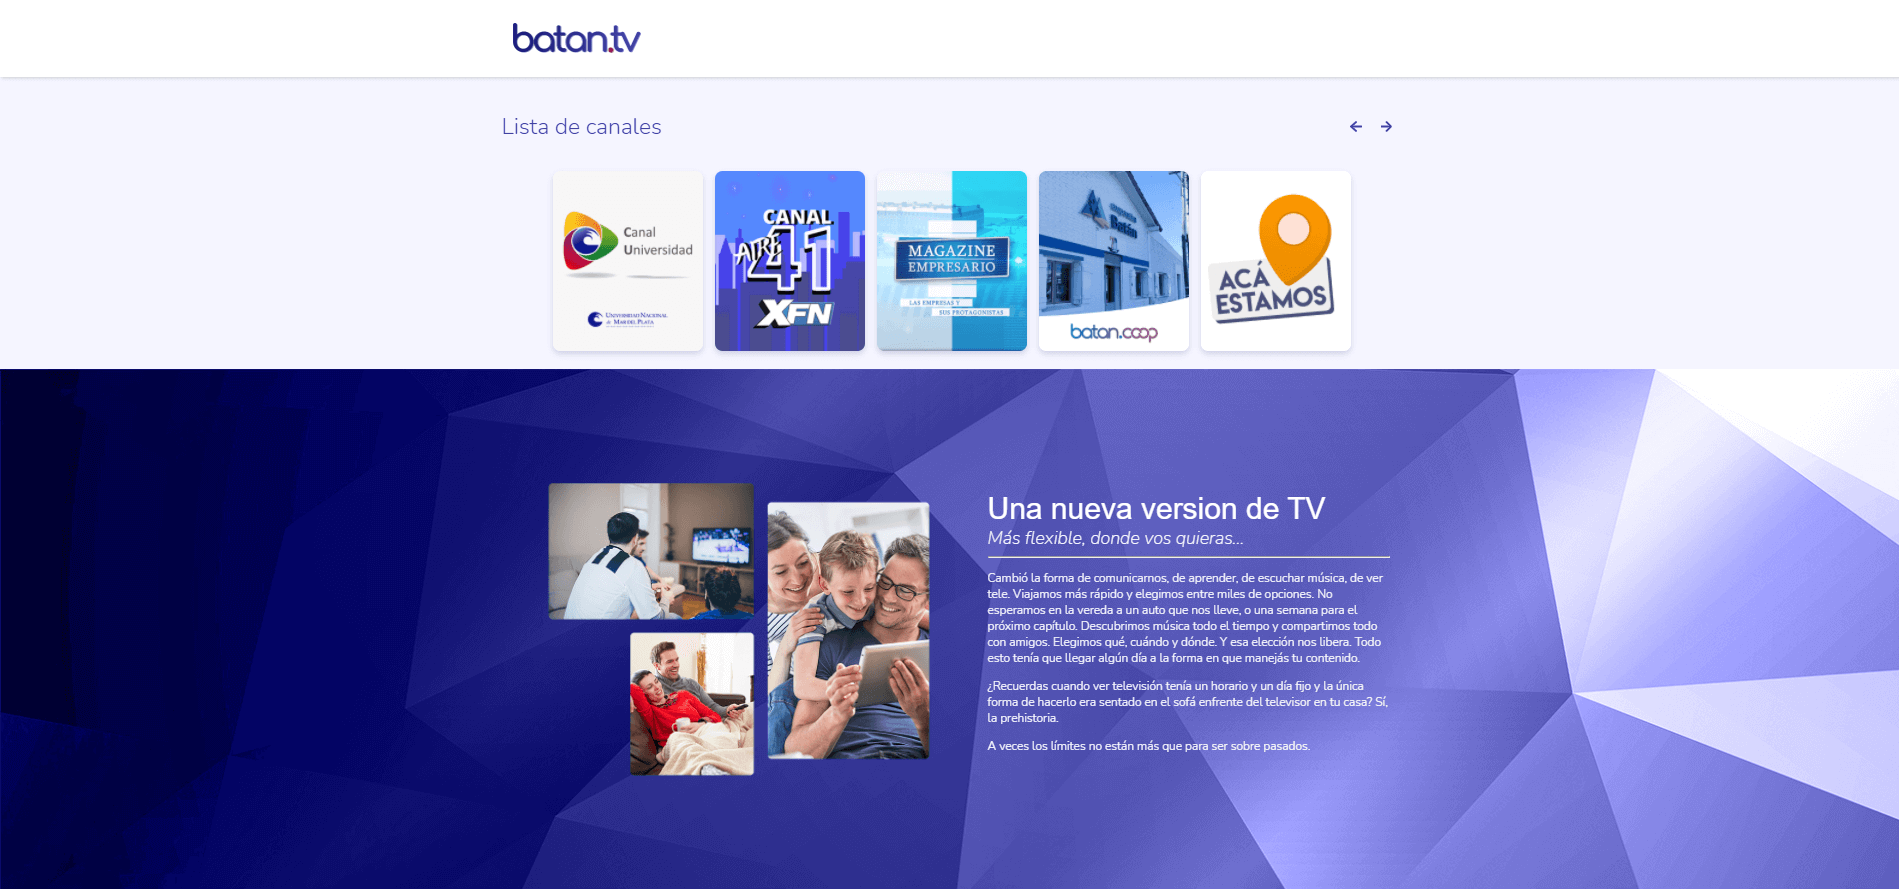 batan.tv
Lista de canales
Canal
Universidad
UNIVERSIDAD NACIONAL
de MAR DEL PLATA
CANAL
AIRE
41
XFN
MAGAZINE
EMPRESARIO
LAS EMPRESAS Y
SUS PROTAGONISTAS
Batán
batan.coop
ACÁ
ESTAMOS
Una nueva version de TV
Más flexible, donde vos quieras...
Cambió la forma de comunicarnos, de aprender, de escuchar música, de ver
tele. Viajamos más rápido y elegimos entre miles de opciones. No
esperamos en la vereda a un auto que nos lleve, o una semana para el
próximo capítulo. Descubrimos música todo el tiempo y compartimos todo
con amigos. Elegimos qué, cuándo y dónde. Y esa elección nos libera. Todo
esto tenía que llegar algún día a la forma en que manejás tu contenido.
¿Recuerdas cuando ver televisión tenía un horario y un día fijo y la única
forma de hacerlo era sentado en el sofá enfrente del televisor en tu casa? Sí,
la prehistoria.
A veces los límites no están más que para ser sobre pasados.